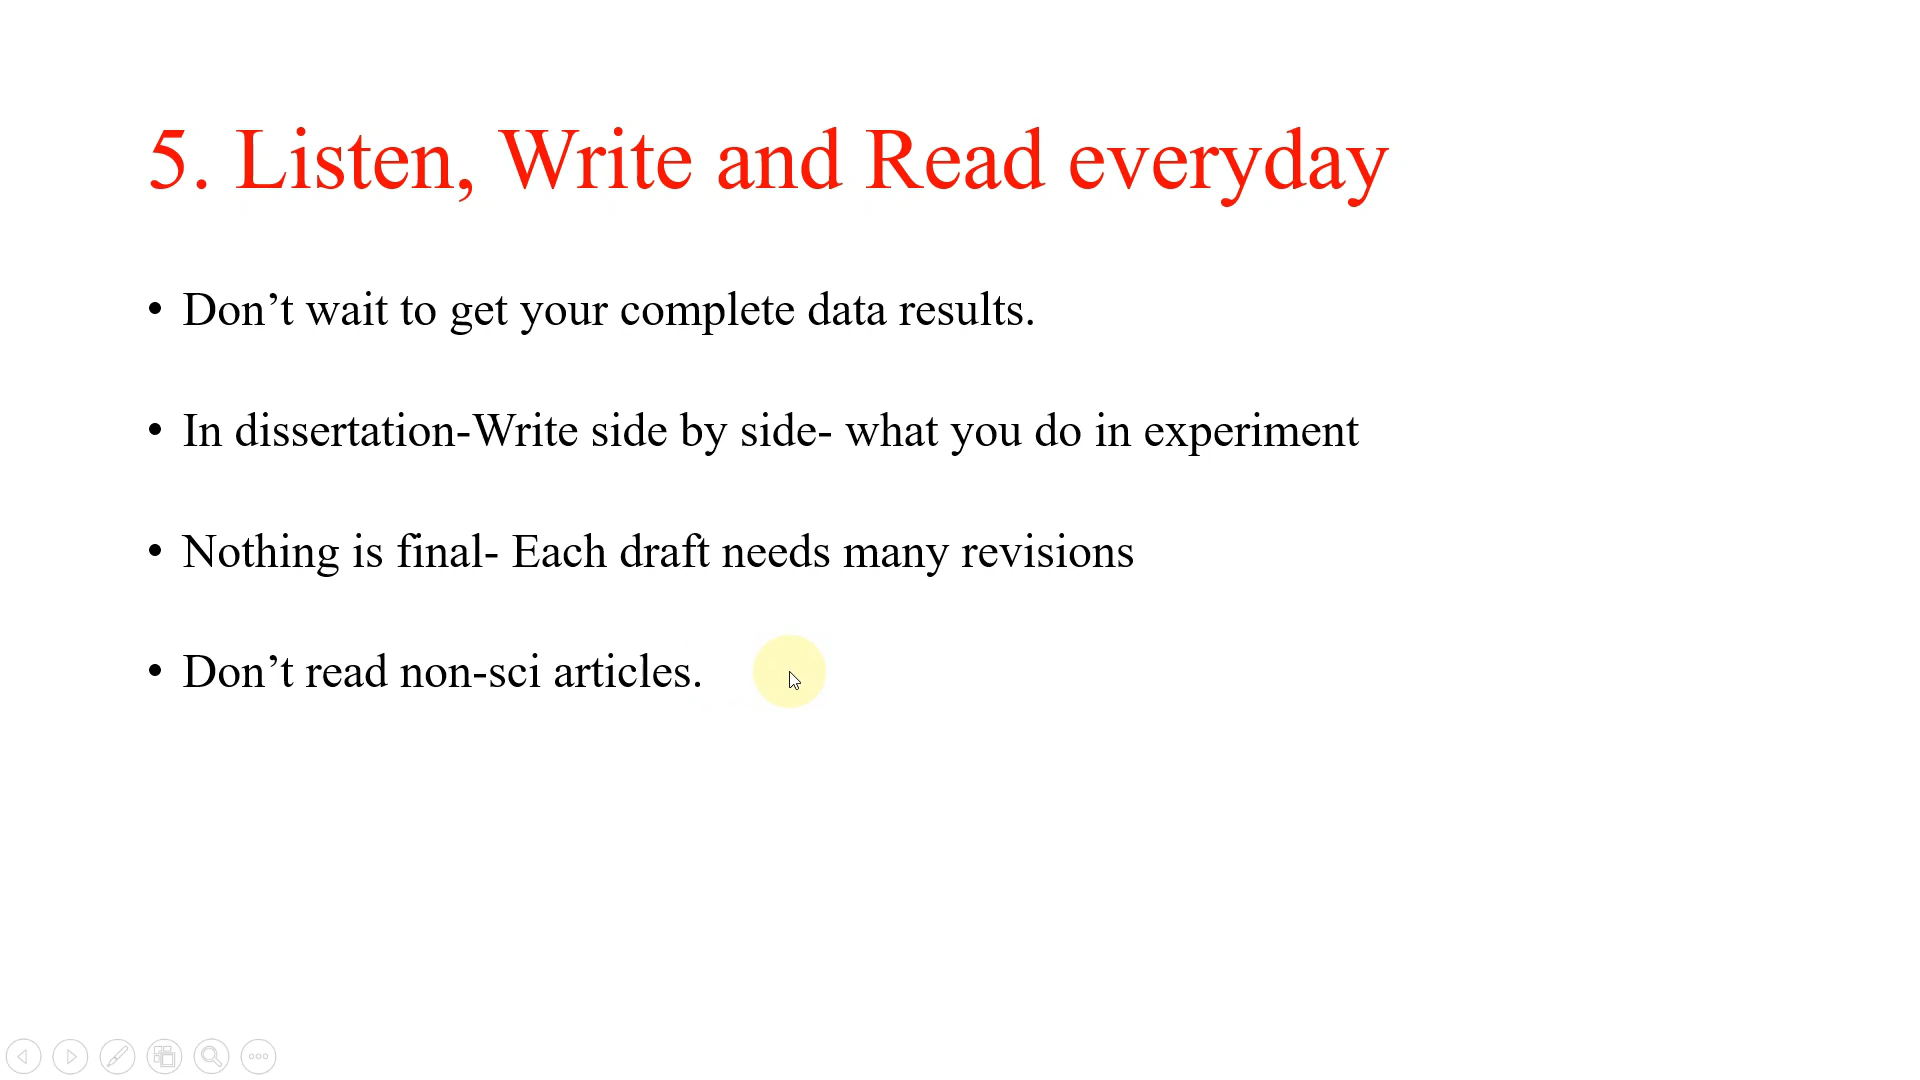 5. Listen, Write and Read everyday
• Don’t wait to get your complete data results.
• In dissertation-Write side by side- what you do in experiment
• Nothing is final- Each draft needs many revisions
• Don’t read non-sci articles.